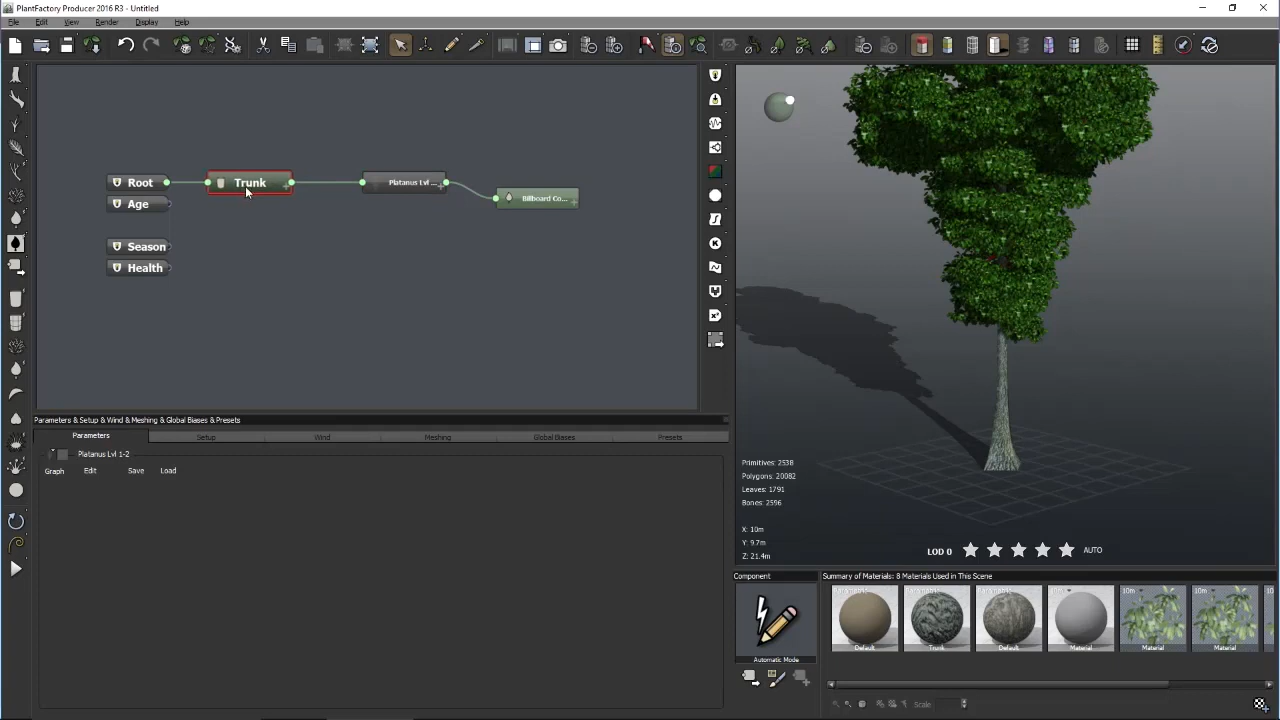 PlantFactory Producer 2016 R3 - Untitled
File Edit View Render Display Help
Root
Trunk
Platanus Lvl ...
Age
Billboard Co...
Season
Health
Parameters & Setup & Wind & Meshing & Global Biases & Presets
Parameters Setup Wind Meshing Global Biases Presets
Platanus Lvl 1-2
Graph Edit Save Load
Primitives: 2538
Polygons: 20082
Leaves: 1791
Bones: 2596
X: 10m
Y: 9.7m
Z: 21.4m
LOD 0 AUTO
Component
Summary of Materials: 8 Materials Used in This Scene
10m 10m
Default Trunk Default Material Material Material
Automatic Mode
Scale